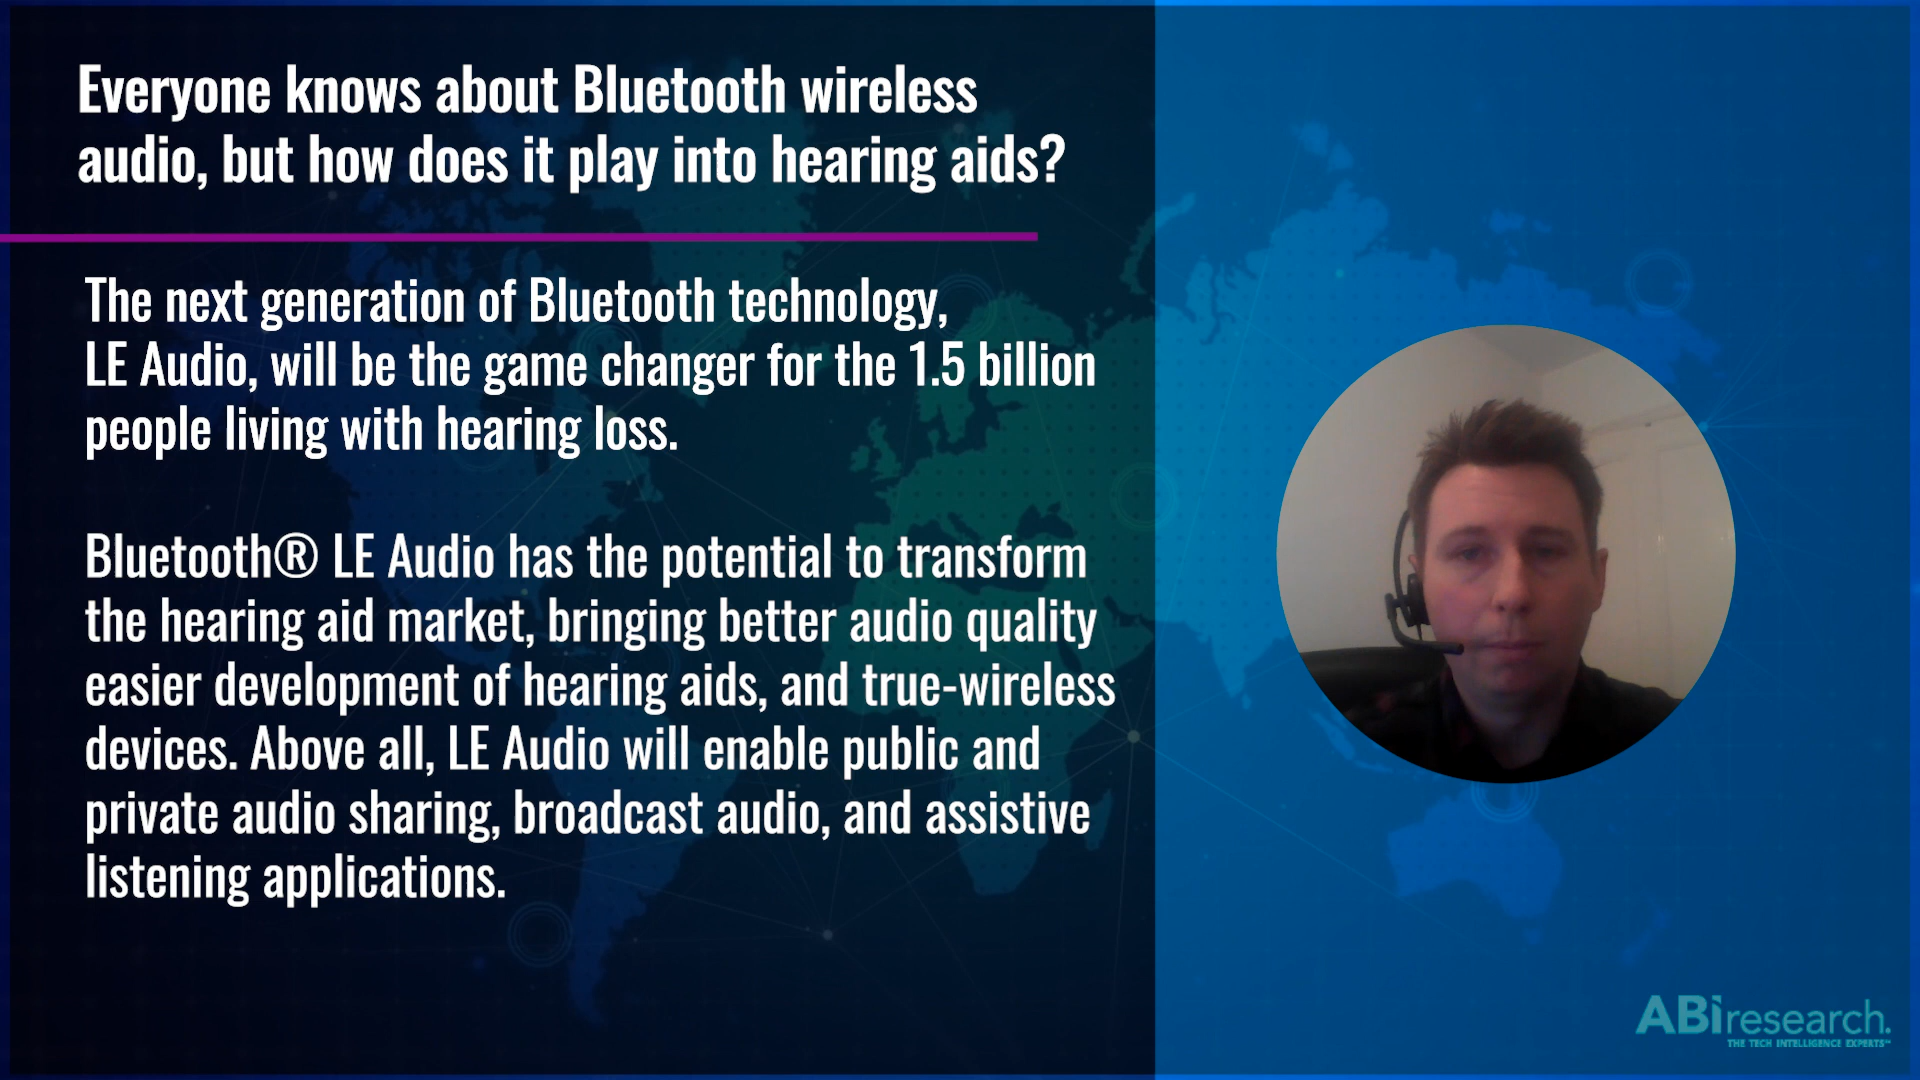 Everyone knows about Bluetooth wireless
audio, but how does it play into hearing aids?
The next generation of Bluetooth technology,
LE Audio, will be the game changer for the 1.5 billion
people living with hearing loss.
Bluetooth® LE Audio has the potential to transform
the hearing aid market, bringing better audio quality
easier development of hearing aids, and true-wireless
devices. Above all, LE Audio will enable public and
private audio sharing, broadcast audio, and assistive
listening applications.
ABIresearch.
THE TECH INTELLIGENCE EXPERTS™